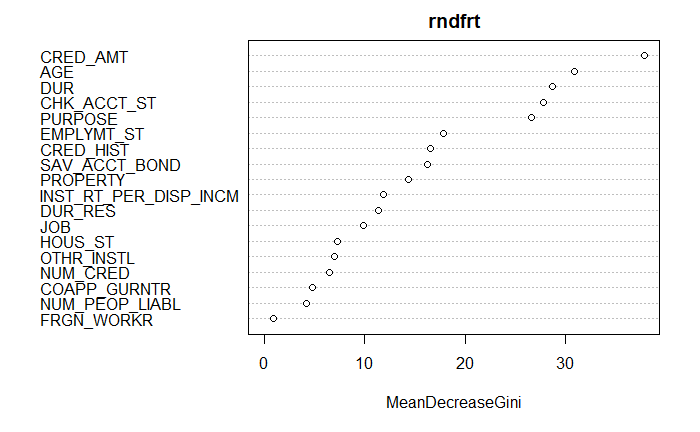 rndfrt
CRED_AMT
AGE
DUR
CHK_ACCT_ST
PURPOSE
EMPLYMT_ST
CRED_HIST
SAV_ACCT_BOND
PROPERTY
INST_RT_PER_DISP_INCM
DUR_RES
JOB
HOUS_ST
OTHR_INSTL
NUM_CRED
COAPP_GURNTR
NUM_PEOP_LIABL
FRGN_WORKR
0 10 20 30
MeanDecreaseGini